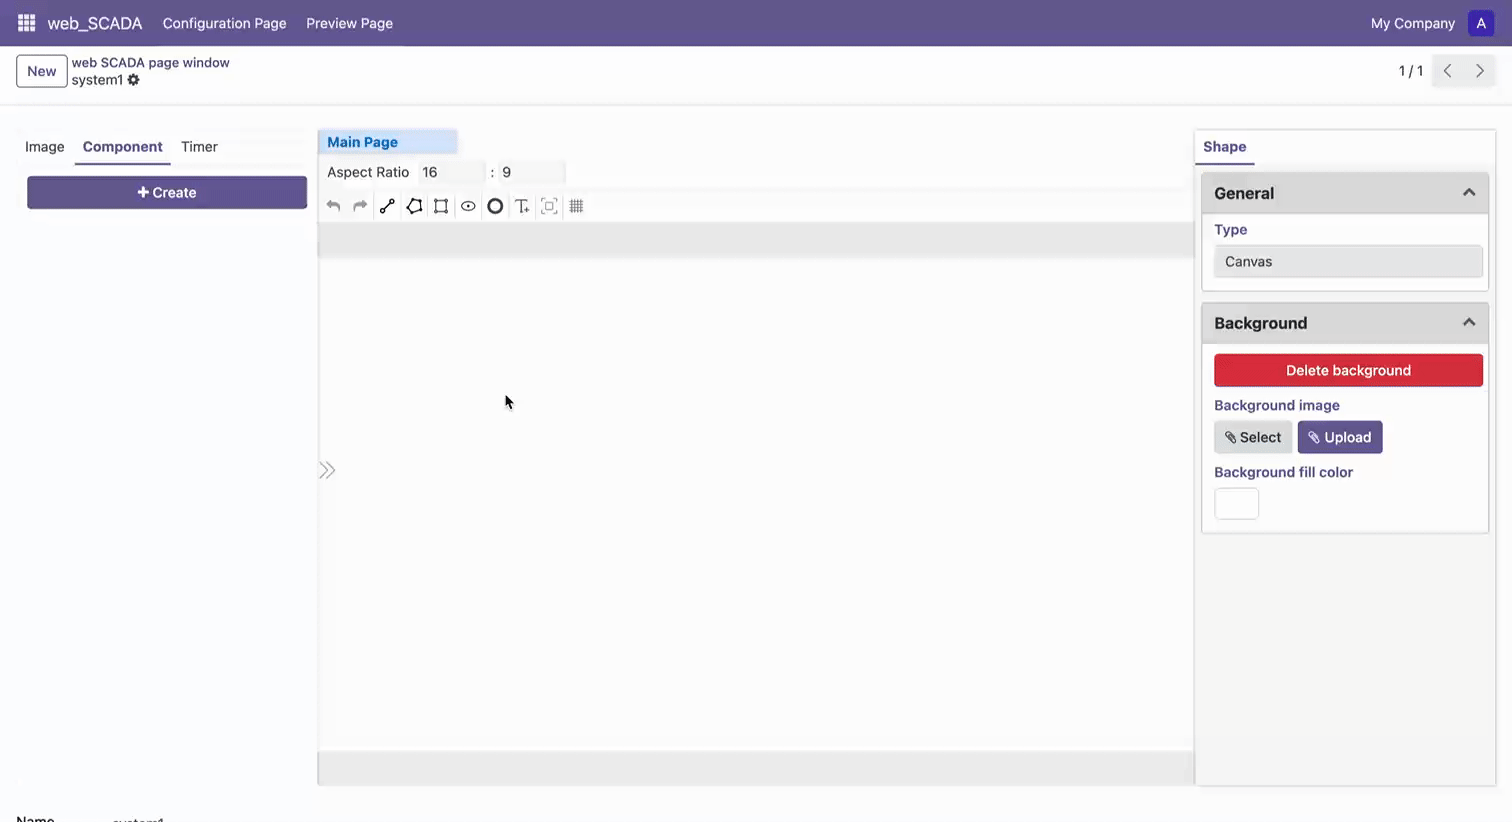 web_SCADA Configuration Page Preview Page My Company A
New web SCADA page window
system1
1 / 1
Image Component Timer
+ Create
Main Page
Aspect Ratio 16 : 9
Shape
General
Type
Canvas
Background
Delete background
Background image
Select Upload
Background fill color
Name system1